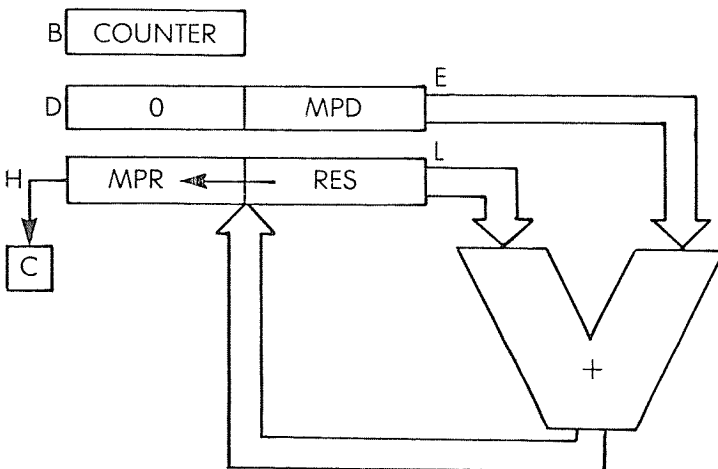 B COUNTER
D 0 MPD E
H MPR RES L
C
+